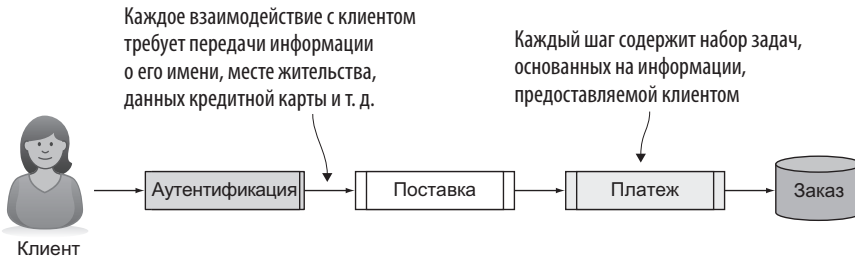 Каждое взаимодействие с клиентом
требует передачи информации
о его имени, месте жительства,
данных кредитной карты и т. д.
Каждый шаг содержит набор задач,
основанных на информации,
предоставляемой клиентом
Аутентификация
Поставка
Платеж
Заказ
Клиент